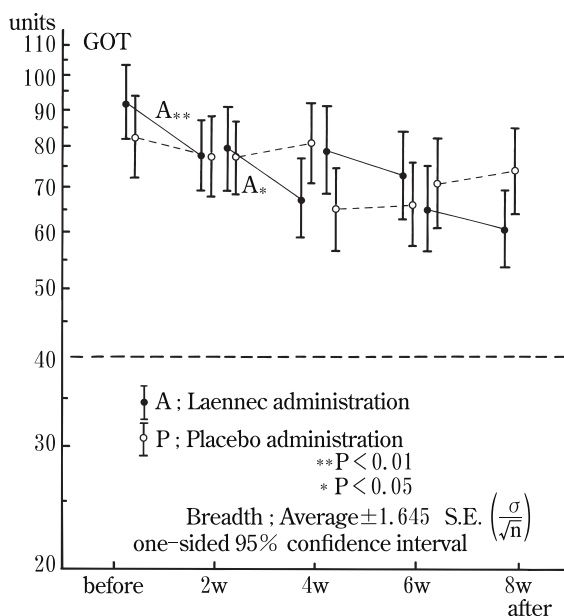 units
110
GOT
100
90
A**
80
70
A*
60
50
40
A ; Laennec administration
P ; Placebo administration
30
**P<0.01
* P<0.05
Breadth ; Average±1.645 S.E. (σ/√n)
one-sided 95% confidence interval
20
before 2w 4w 6w 8w
after